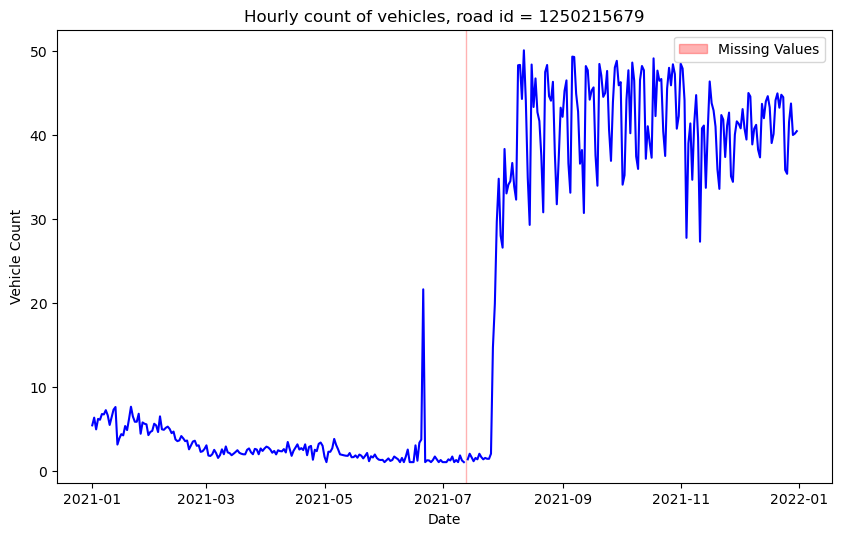 Hourly count of vehicles, road id = 1250215679
Missing Values
Vehicle Count
50
40
30
20
10
0
2021-01 2021-03 2021-05 2021-07 2021-09 2021-11 2022-01
Date